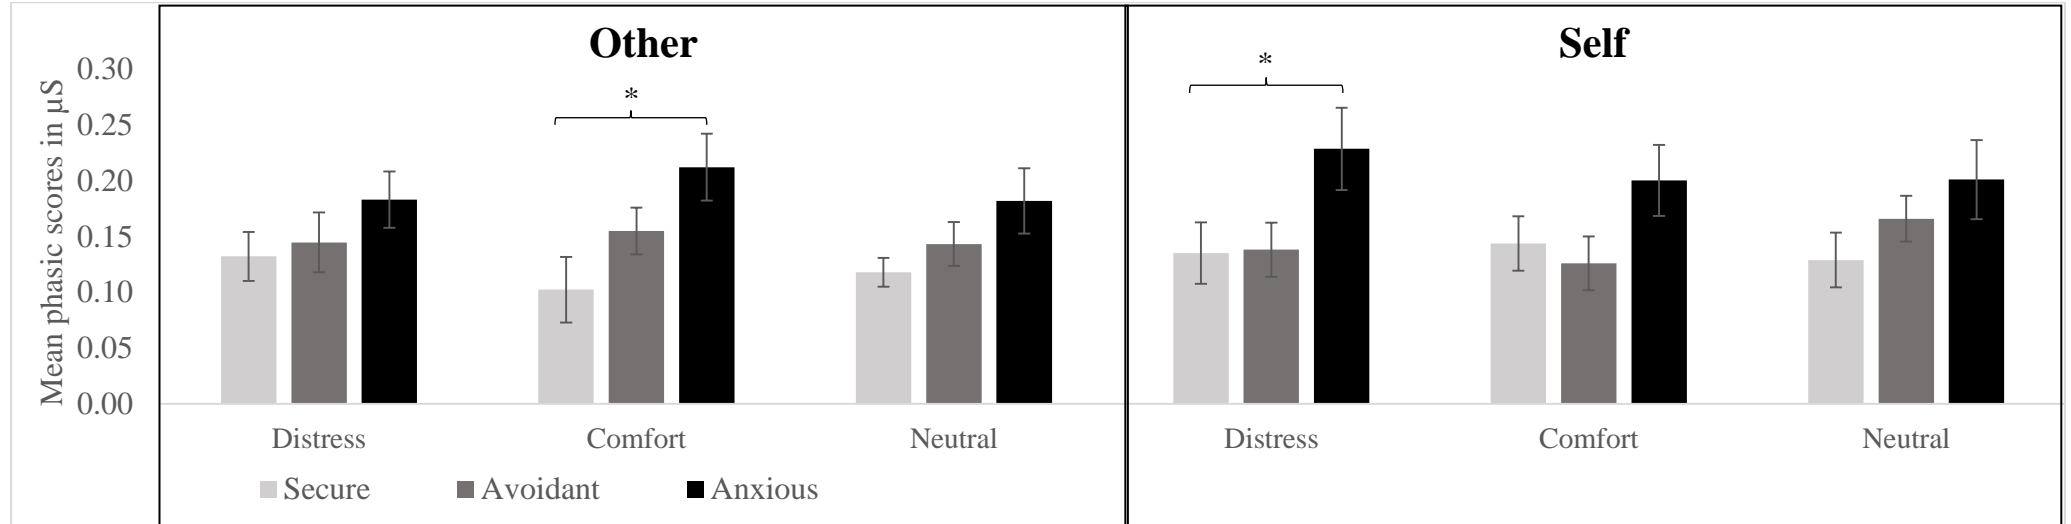 Other
Self
*
*
Mean phasic scores in µS
0.30
0.25
0.20
0.15
0.10
0.05
0.00
Distress
Comfort
Neutral
Distress
Comfort
Neutral
Secure
Avoidant
Anxious